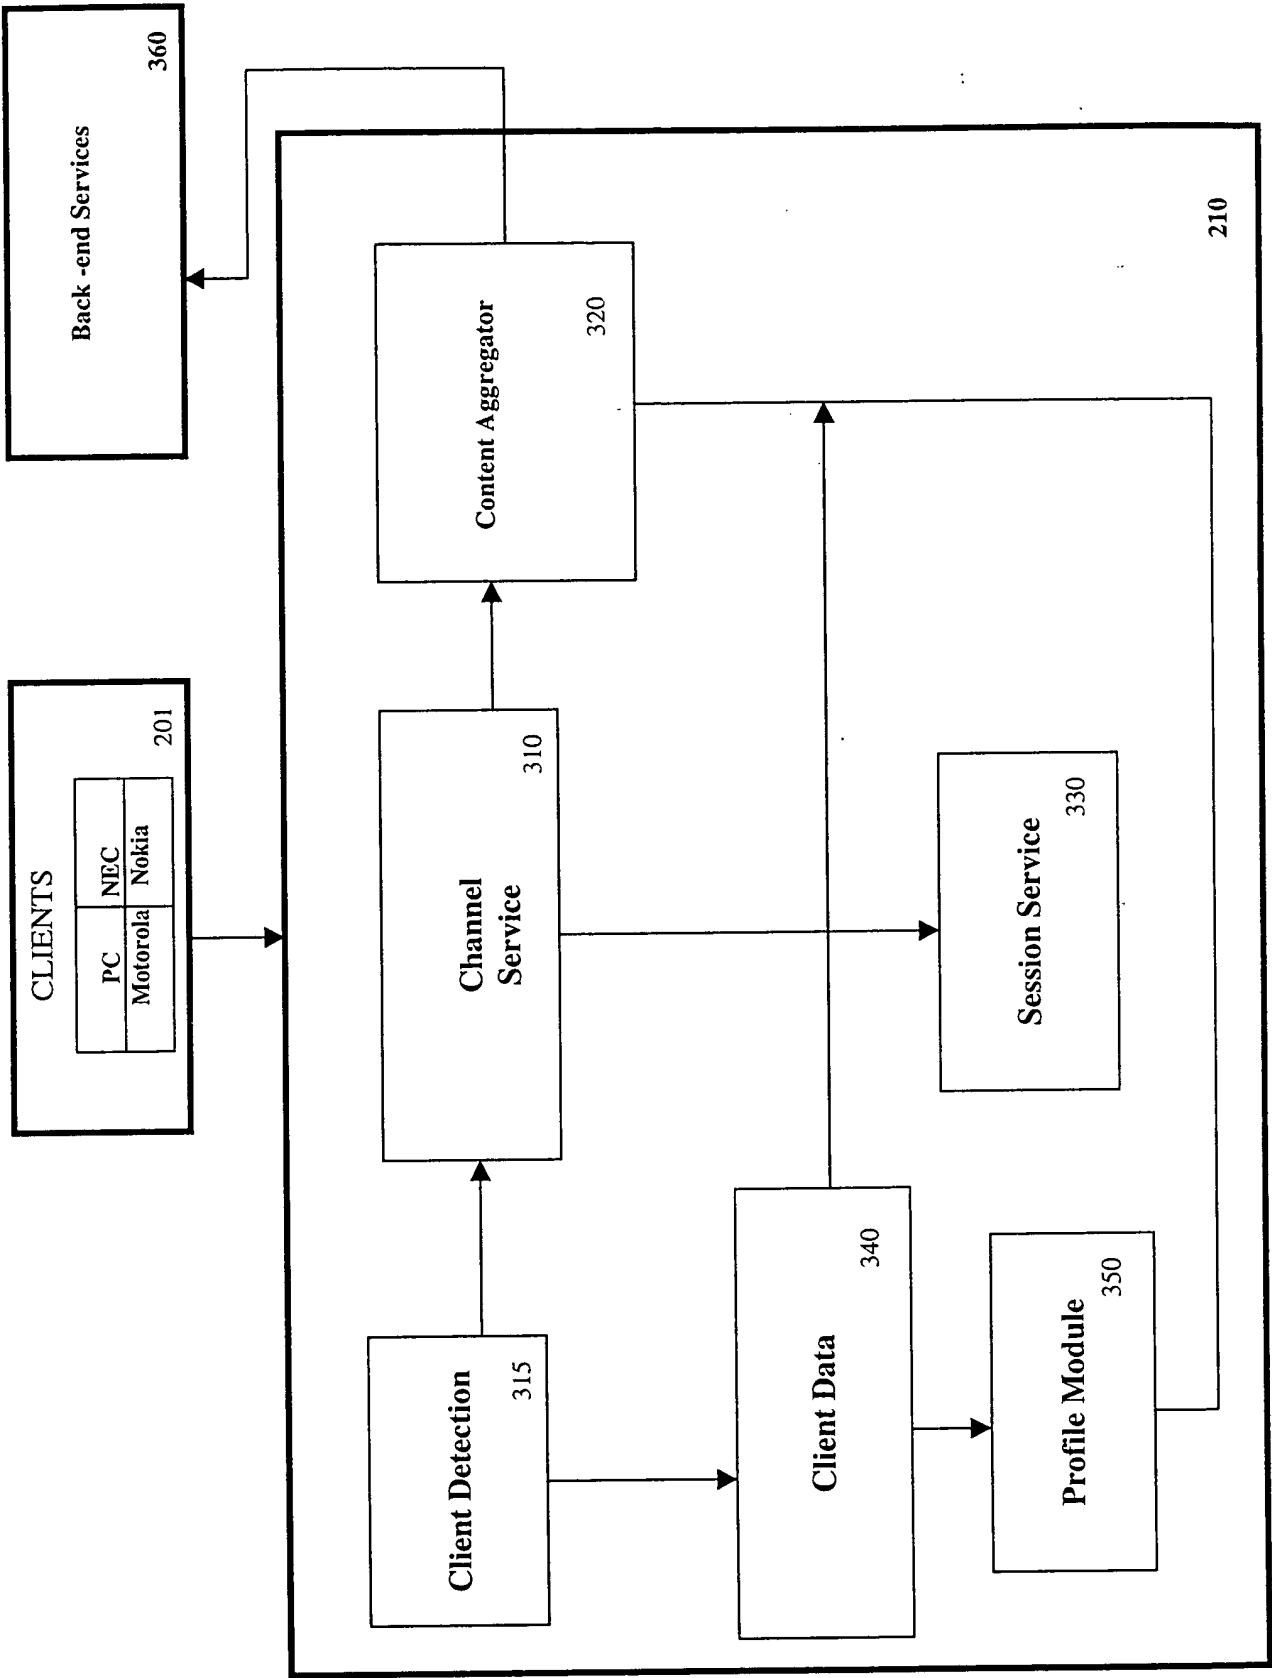 CLIENTS
PC NEC
Motorola Nokia
201
Back -end Services
360
Client Detection
315
Channel
Service
310
Content Aggregator
320
Client Data
340
Session Service
330
Profile Module
350
210